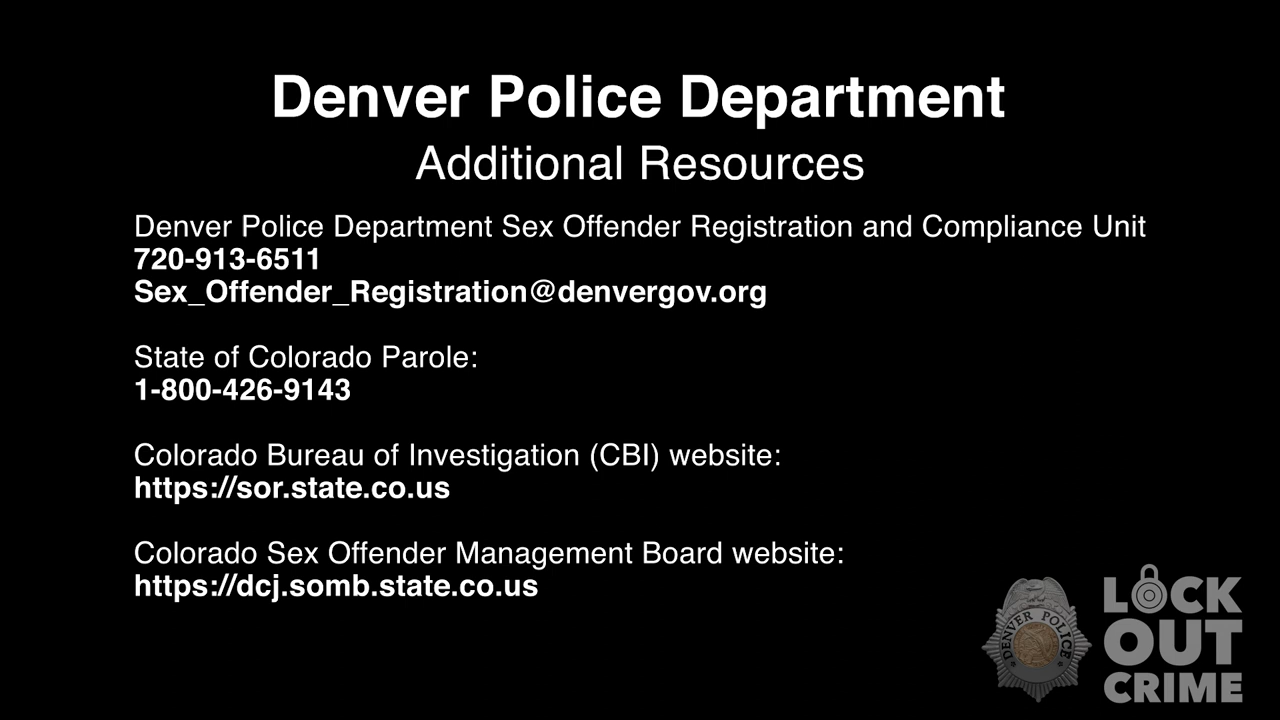 Denver Police Department
Additional Resources
Denver Police Department Sex Offender Registration and Compliance Unit
720-913-6511
Sex_Offender_Registration@denvergov.org
State of Colorado Parole:
1-800-426-9143
Colorado Bureau of Investigation (CBI) website:
https://sor.state.co.us
Colorado Sex Offender Management Board website:
https://dcj.somb.state.co.us
DENVER POLICE
LOCK
OUT
CRIME